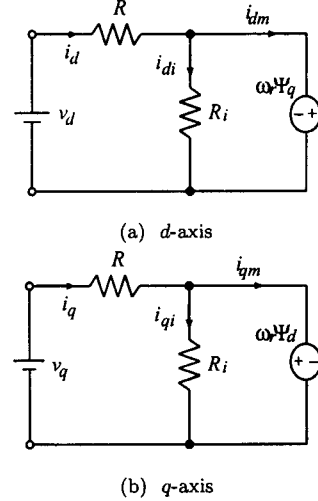 R
i_d
i_dm
i_di
v_d
R_i
ω_rΨ_q
− +
(a) d-axis
R
i_q
i_qm
i_qi
v_q
R_i
ω_rΨ_d
+ −
(b) q-axis